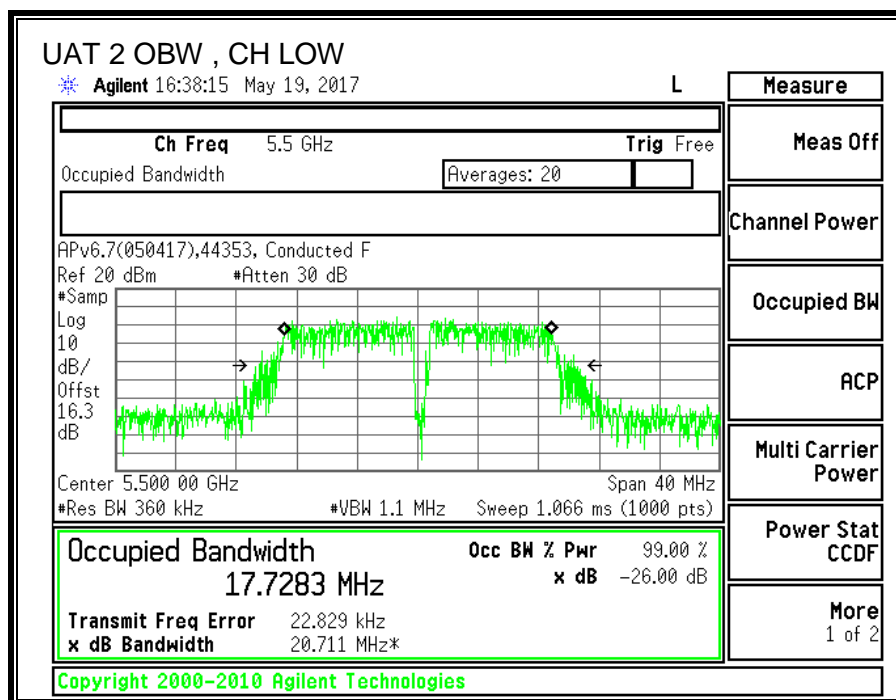 UAT 2 OBW , CH LOW
Agilent 16:38:15 May 19, 2017 L
Measure
Ch Freq 5.5 GHz Trig Free
Meas Off
Occupied Bandwidth Averages: 20
Channel Power
APv6.7(050417),44353, Conducted F
Ref 20 dBm #Atten 30 dB
#Samp
Log
10
dB/
Offst
16.3
dB
Occupied BW
ACP
Center 5.500 00 GHz Span 40 MHz
#Res BW 360 kHz #VBW 1.1 MHz Sweep 1.066 ms (1000 pts)
Multi Carrier
Power
Occupied Bandwidth
17.7283 MHz
Occ BW % Pwr 99.00 %
x dB -26.00 dB
Transmit Freq Error 22.829 kHz
x dB Bandwidth 20.711 MHz*
Power Stat
CCDF
More
1 of 2
Copyright 2000-2010 Agilent Technologies